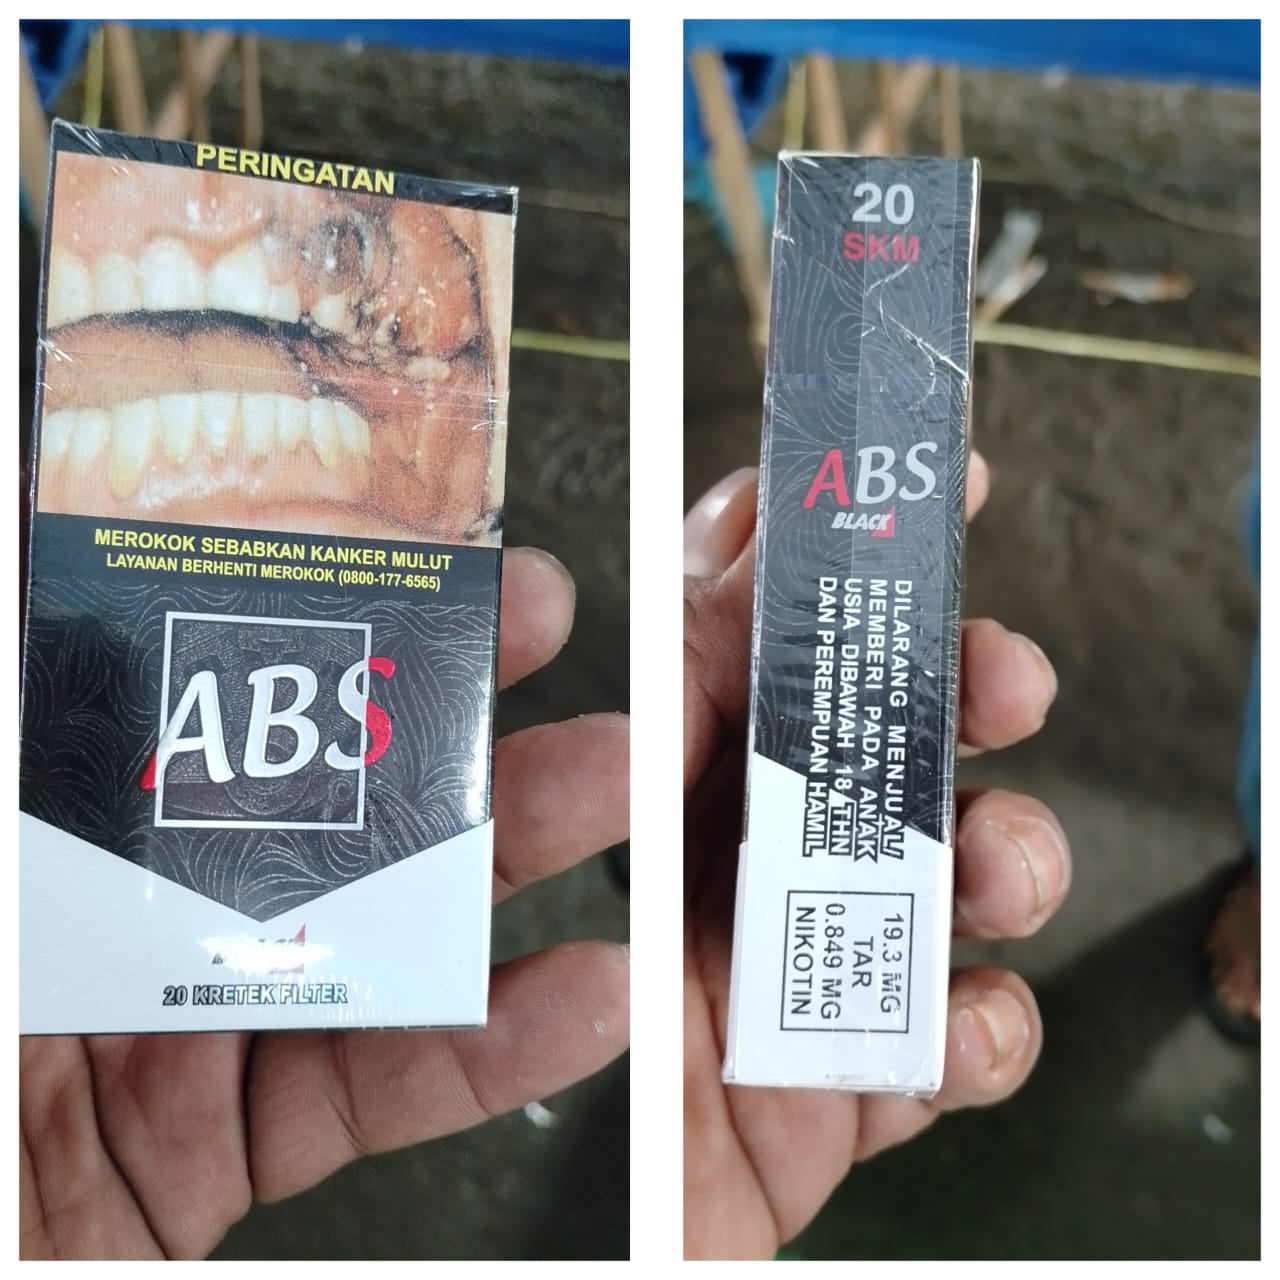 PERINGATAN
MEROKOK SEBABKAN KANKER MULUT
LAYANAN BERHENTI MEROKOK (0800-177-6565)
ABS
20 KRETEK FILTER
20
SKM
ABS
BLACK
DILARANG MENJUAL/
MEMBERI PADA ANAK
USIA DIBAWAH 18 THN
DAN PEREMPUAN HAMIL
19.3 MG
TAR
0.849 MG
NIKOTIN